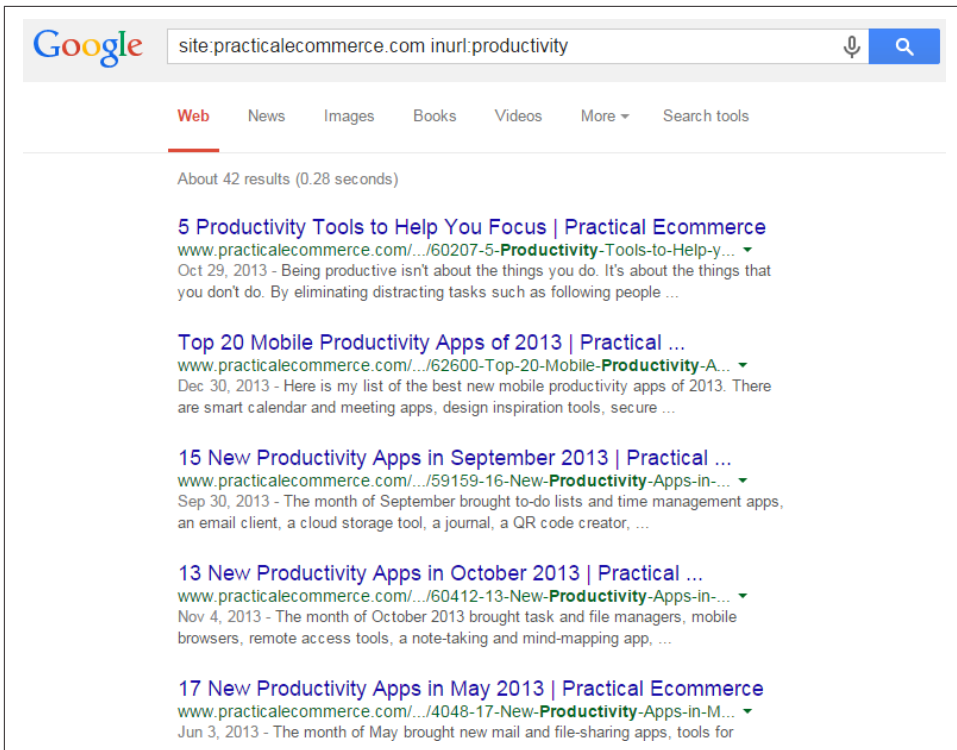 Google site:practicalecommerce.com inurl:productivity
Web News Images Books Videos More Search tools
About 42 results (0.28 seconds)
5 Productivity Tools to Help You Focus | Practical Ecommerce
www.practicalecommerce.com/.../60207-5-Productivity-Tools-to-Help-y...
Oct 29, 2013 - Being productive isn't about the things you do. It's about the things that
you don't do. By eliminating distracting tasks such as following people ...
Top 20 Mobile Productivity Apps of 2013 | Practical ...
www.practicalecommerce.com/.../62600-Top-20-Mobile-Productivity-A...
Dec 30, 2013 - Here is my list of the best new mobile productivity apps of 2013. There
are smart calendar and meeting apps, design inspiration tools, secure ...
15 New Productivity Apps in September 2013 | Practical ...
www.practicalecommerce.com/.../59159-16-New-Productivity-Apps-in-...
Sep 30, 2013 - The month of September brought to-do lists and time management apps,
an email client, a cloud storage tool, a journal, a QR code creator, ...
13 New Productivity Apps in October 2013 | Practical ...
www.practicalecommerce.com/.../60412-13-New-Productivity-Apps-in-...
Nov 4, 2013 - The month of October 2013 brought task and file managers, mobile
browsers, remote access tools, a note-taking and mind-mapping app, ...
17 New Productivity Apps in May 2013 | Practical Ecommerce
www.practicalecommerce.com/.../4048-17-New-Productivity-Apps-in-M...
Jun 3, 2013 - The month of May brought new mail and file-sharing apps, tools for